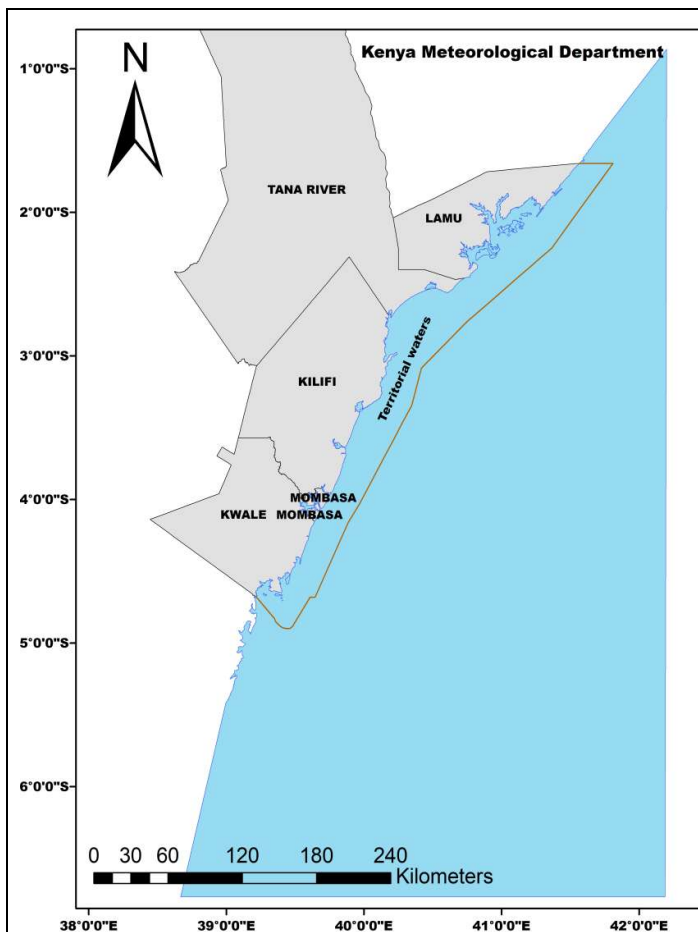 Kenya Meteorological Department
N
1°0'0"S
2°0'0"S
3°0'0"S
4°0'0"S
5°0'0"S
6°0'0"S
TANA RIVER
LAMU
Territorial waters
KILIFI
MOMBASA
KWALE MOMBASA
0 30 60 120 180 240
Kilometers
38°0'0"E 39°0'0"E 40°0'0"E 41°0'0"E 42°0'0"E